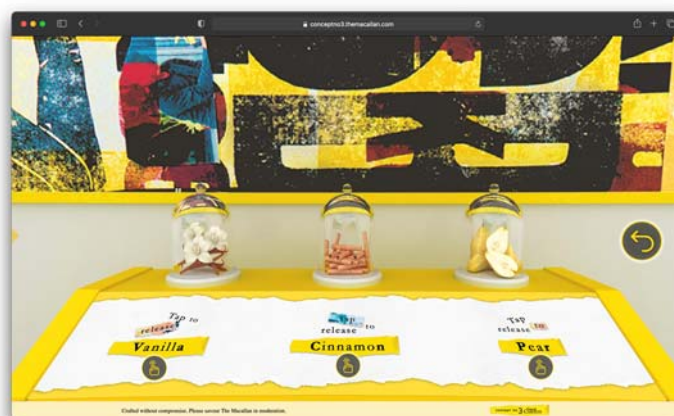 conceptno3.themacallan.com
Tap to
release
Vanilla
Tap
release to
Cinnamon
Tap
release to
Pear
Crafted without compromise. Please savour The Macallan in moderation.